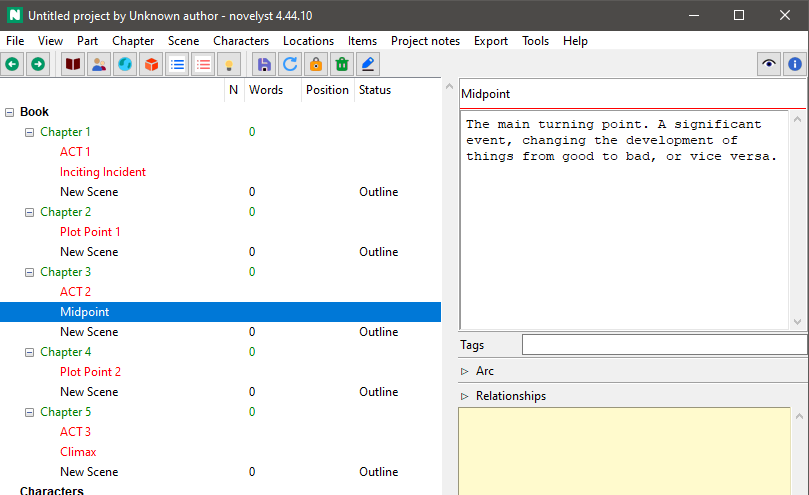 Untitled project by Unknown author - novelyst 4.44.10
File View Part Chapter Scene Characters Locations Items Project notes Export Tools Help
N Words Position Status
Book
Chapter 1 0
ACT 1
Inciting Incident
New Scene 0 Outline
Chapter 2 0
Plot Point 1
New Scene 0 Outline
Chapter 3 0
ACT 2
Midpoint
New Scene 0 Outline
Chapter 4 0
Plot Point 2
New Scene 0 Outline
Chapter 5 0
ACT 3
Climax
New Scene 0 Outline
Characters
Midpoint
The main turning point. A significant
event, changing the development of
things from good to bad, or vice versa.
Tags
Arc
Relationships